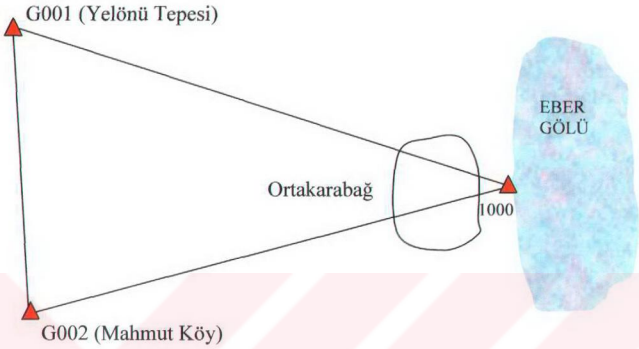 G001 (Yelönü Tepesi)
EBER
GÖLÜ
Ortakarabağ
1000
G002 (Mahmut Köy)